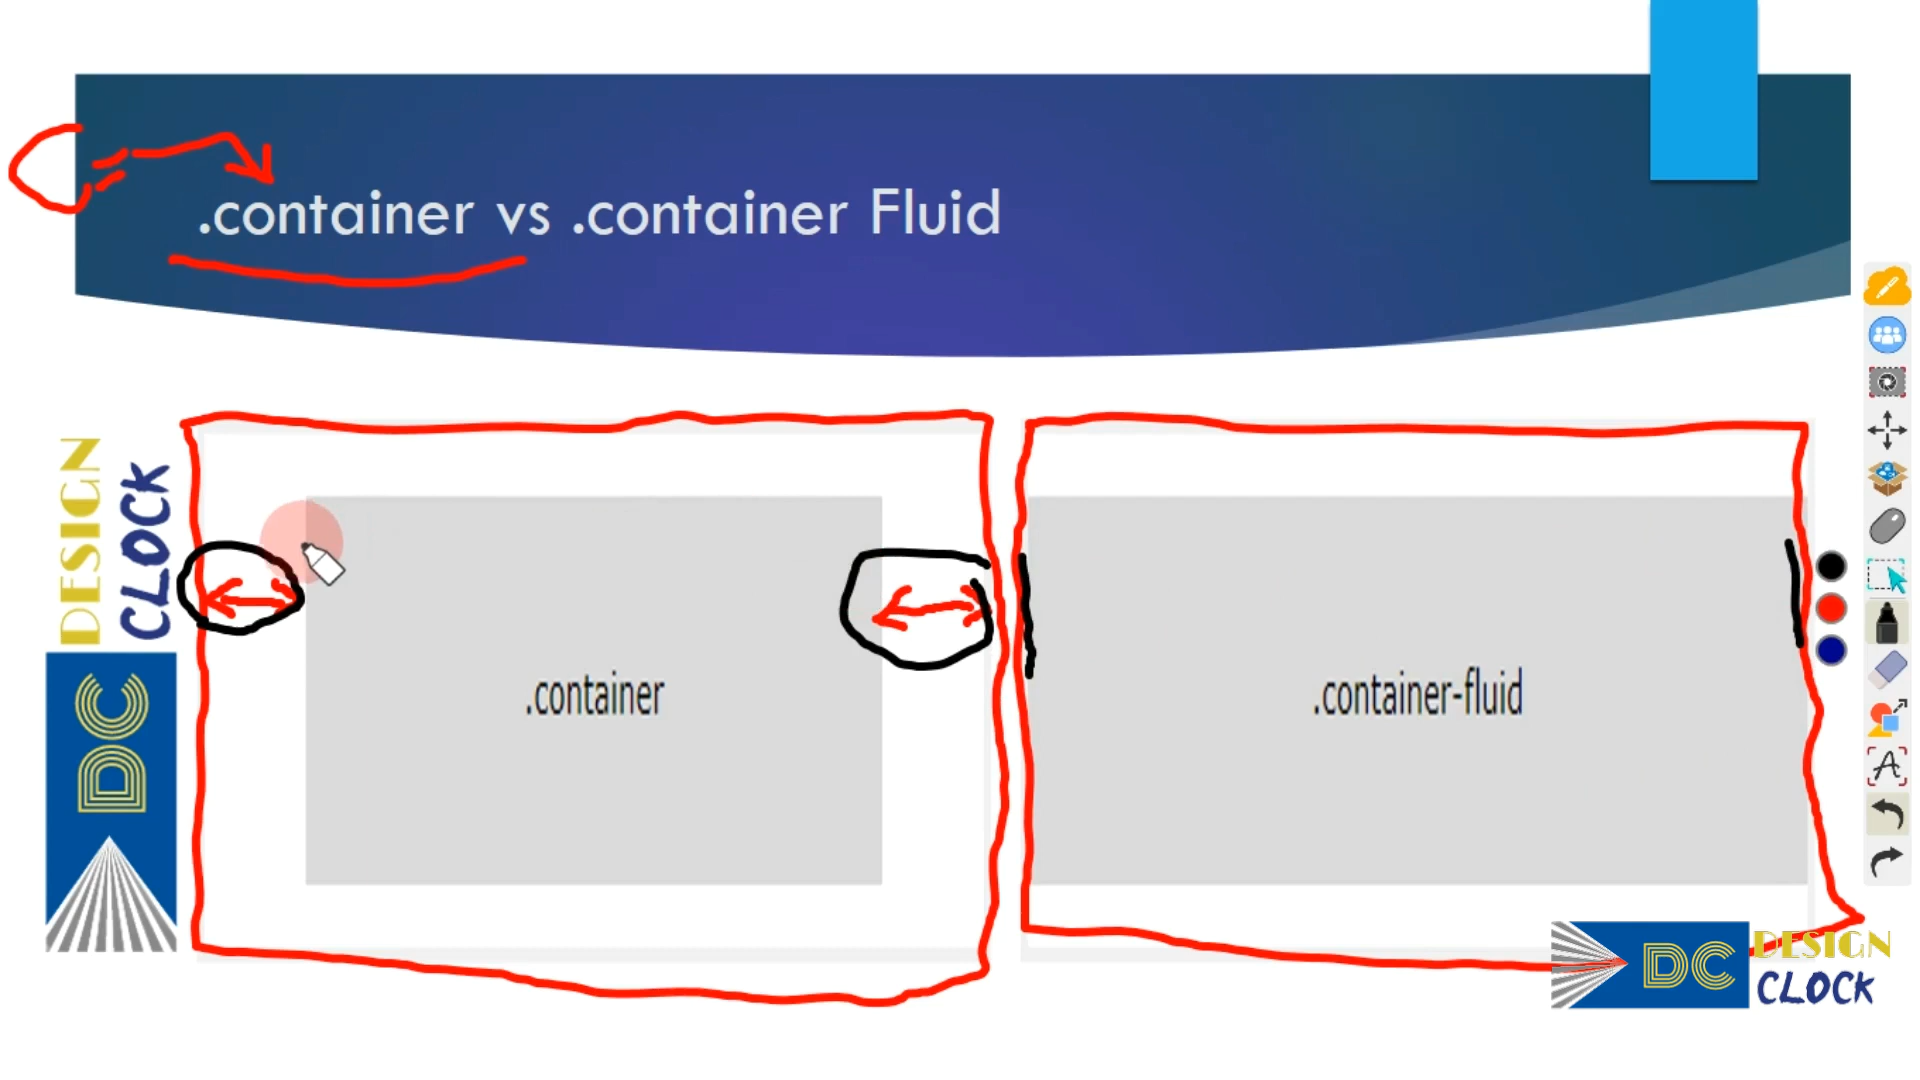 .container vs .container Fluid
DESIGN
CLOCK
DC
.container
.container-fluid
DC
DESIGN
CLOCK